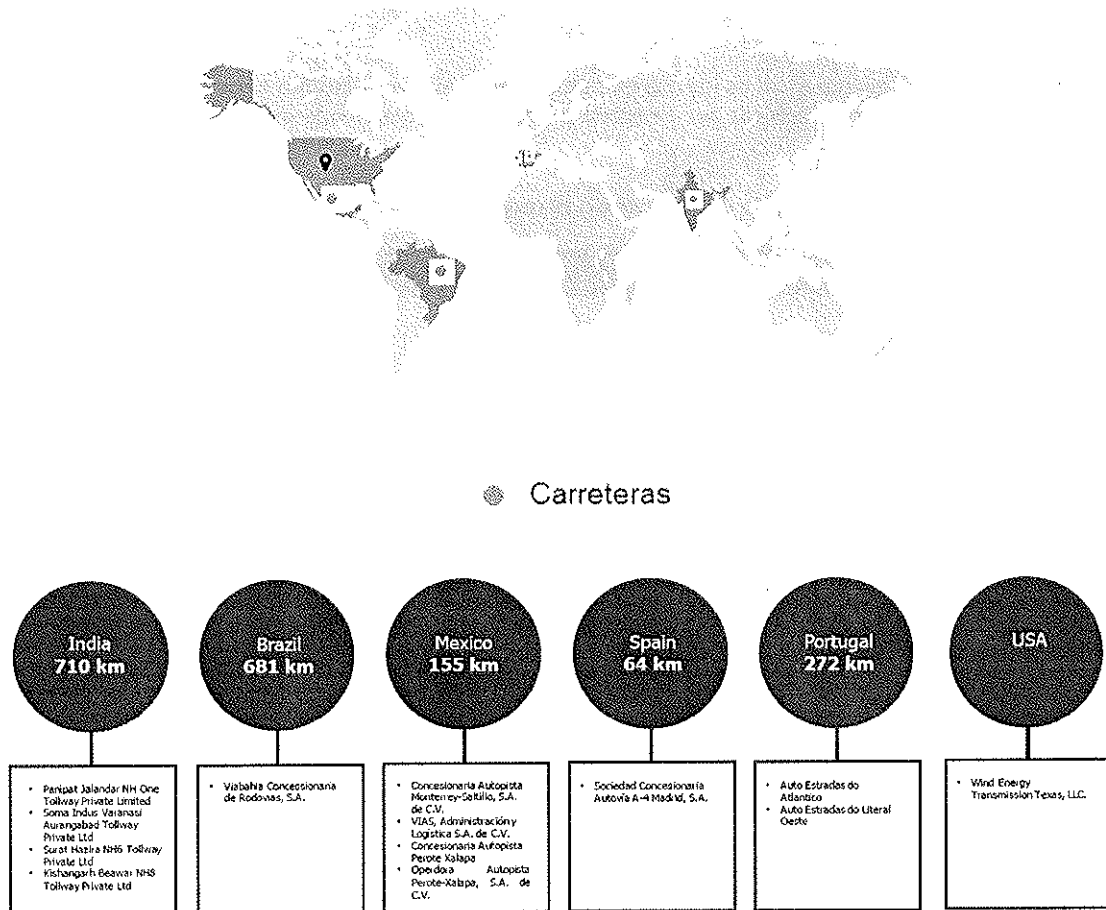 Carreteras
India
710 km
Brazil
681 km
Mexico
155 km
Spain
64 km
Portugal
272 km
USA
• Panipat Jalandar NH One
Tollway Private Limited
• Soma Indus Varanasi
Aurangabad Tollway
Private Ltd
• Surat Hazira NH6 Tollway
Private Ltd
• Kishangarh Beawar NH8
Tollway Private Ltd
• Viabahia Concessionaria
de Rodovias, S.A.
• Concesionaria Autopista
Monterrey-Saltillo, S.A.
de C.V.
• VIAS, Administración y
Logística S.A. de C.V.
• Concesionaria Autopista
Perote Xalapa
• Operdora Autopista
Perote-Xalapa, S.A. de
C.V.
• Sociedad Concesionaria
Autovía A-4 Madrid, S.A.
• Auto Estradas do
Atlantico
• Auto Estradas do Literal
Oeste
• Wind Energy
Transmission Texas, LLC.